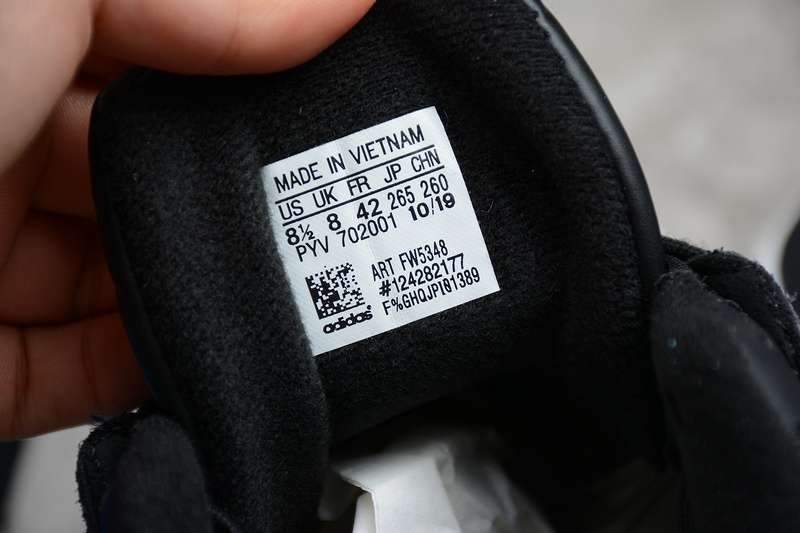 MADE IN VIETNAM
US UK FR JP CHN
8½ 8 42 265 260
PYV 702001 10/19
ART FW5348
#124282177
F%GHQJPI01389
adidas